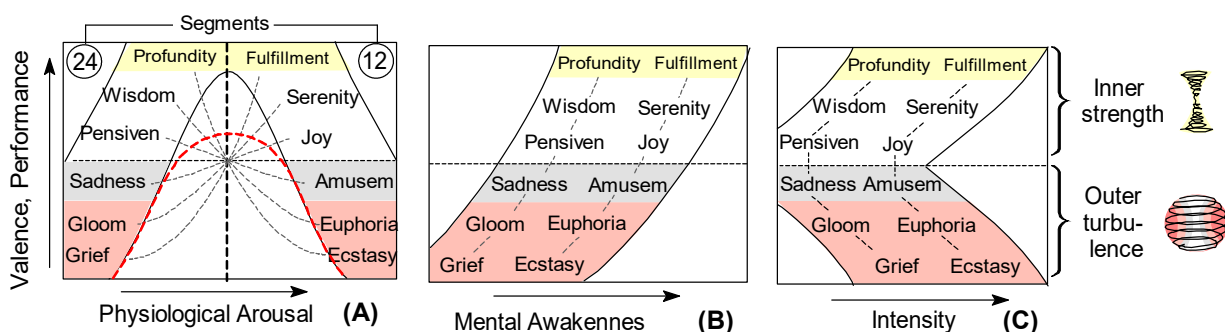 Segments
24
12
Valence, Performance
Profundity
Fulfillment
Wisdom
Serenity
Pensiven
Joy
Sadness
Amusem
Gloom
Euphoria
Grief
Ecstasy
Physiological Arousal
(A)
Profundity
Fulfillment
Wisdom
Serenity
Pensiven
Joy
Sadness
Amusem
Gloom
Euphoria
Grief
Ecstasy
Mental Awakennes
(B)
Profundity
Fulfillment
Wisdom
Serenity
Pensiven
Joy
Sadness
Amusem
Gloom
Euphoria
Grief
Ecstasy
Intensity
(C)
Inner
strength
Outer
turbu-
lence